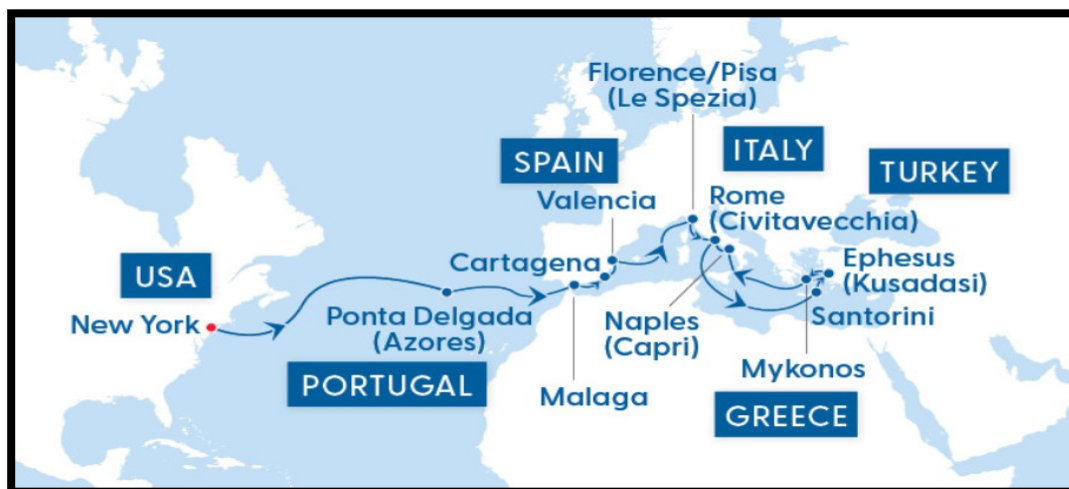 Florence/Pisa
(Le Spezia)
SPAIN
ITALY
TURKEY
Valencia
Rome
(Civitavecchia)
USA
Cartagena
Ephesus
(Kusadasi)
New York
Ponta Delgada
(Azores)
Naples
(Capri)
Santorini
PORTUGAL
Malaga
Mykonos
GREECE